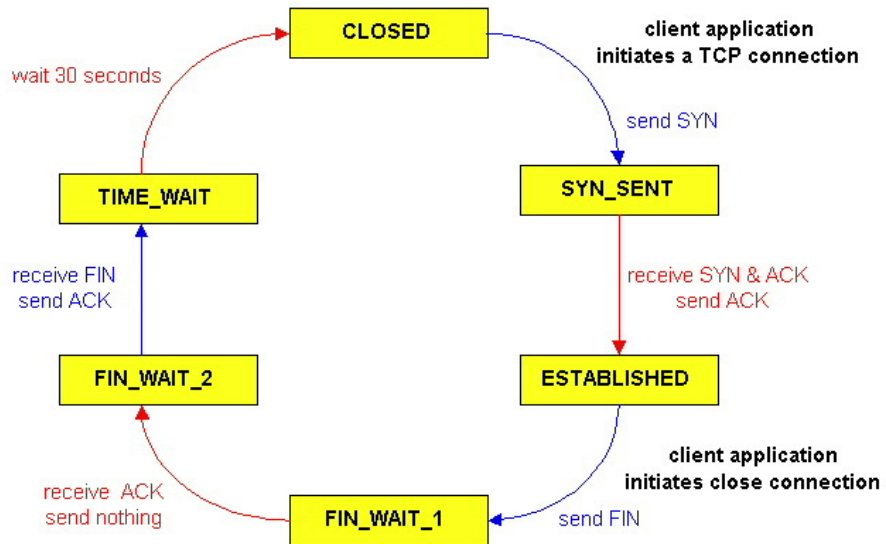 CLOSED
client application
initiates a TCP connection
wait 30 seconds
send SYN
TIME_WAIT
SYN_SENT
receive FIN
send ACK
receive SYN & ACK
send ACK
FIN_WAIT_2
ESTABLISHED
client application
initiates close connection
receive ACK
send nothing
FIN_WAIT_1
send FIN